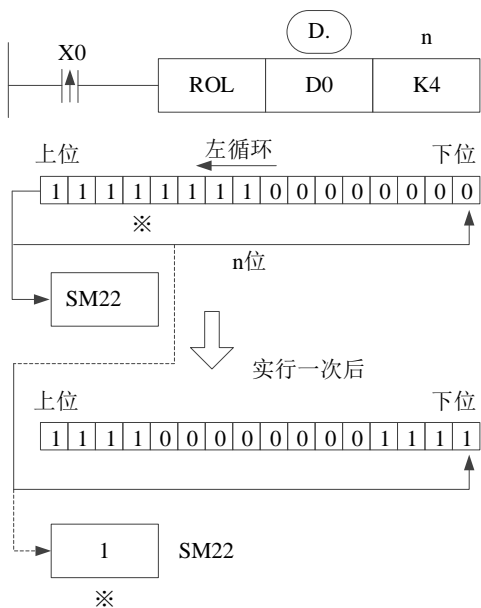 D.
n
X0
ROL D0 K4
上位 左循环 下位
1 1 1 1 1 1 1 1 0 0 0 0 0 0 0 0
※
n位
SM22
实行一次后
上位 下位
1 1 1 1 0 0 0 0 0 0 0 0 1 1 1 1
1 SM22
※